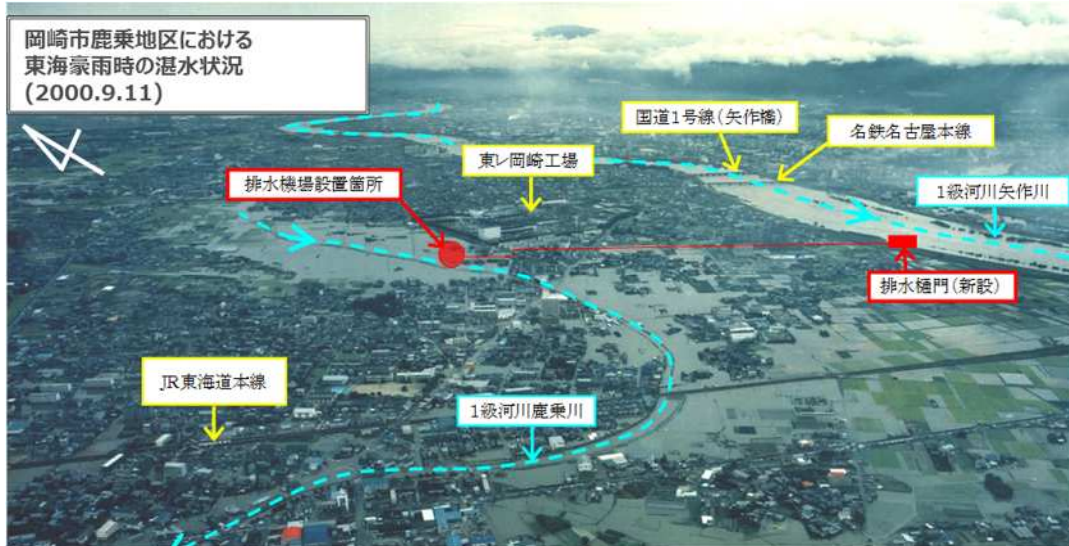 岡崎市鹿乗地区における
東海豪雨時の湛水状況
(2000.9.11)
国道1号線(矢作橋)
名鉄名古屋本線
東レ岡崎工場
排水機場設置箇所
1級河川矢作川
排水樋門(新設)
JR東海道本線
1級河川鹿乗川